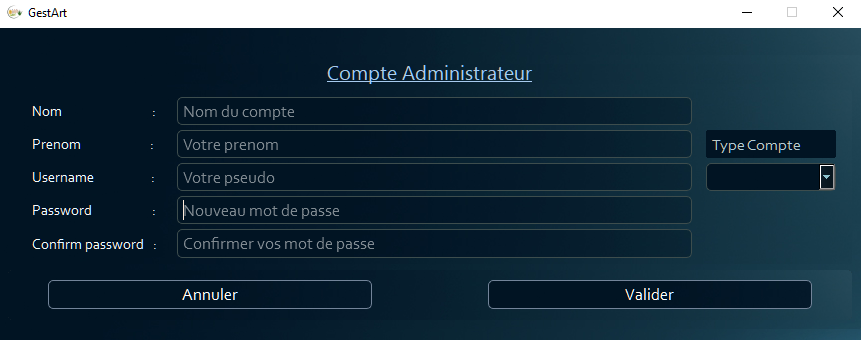 GestArt
Compte Administrateur
Nom : Nom du compte
Prenom : Votre prenom Type Compte
Username : Votre pseudo
Password : Nouveau mot de passe
Confirm password : Confirmer vos mot de passe
Annuler Valider